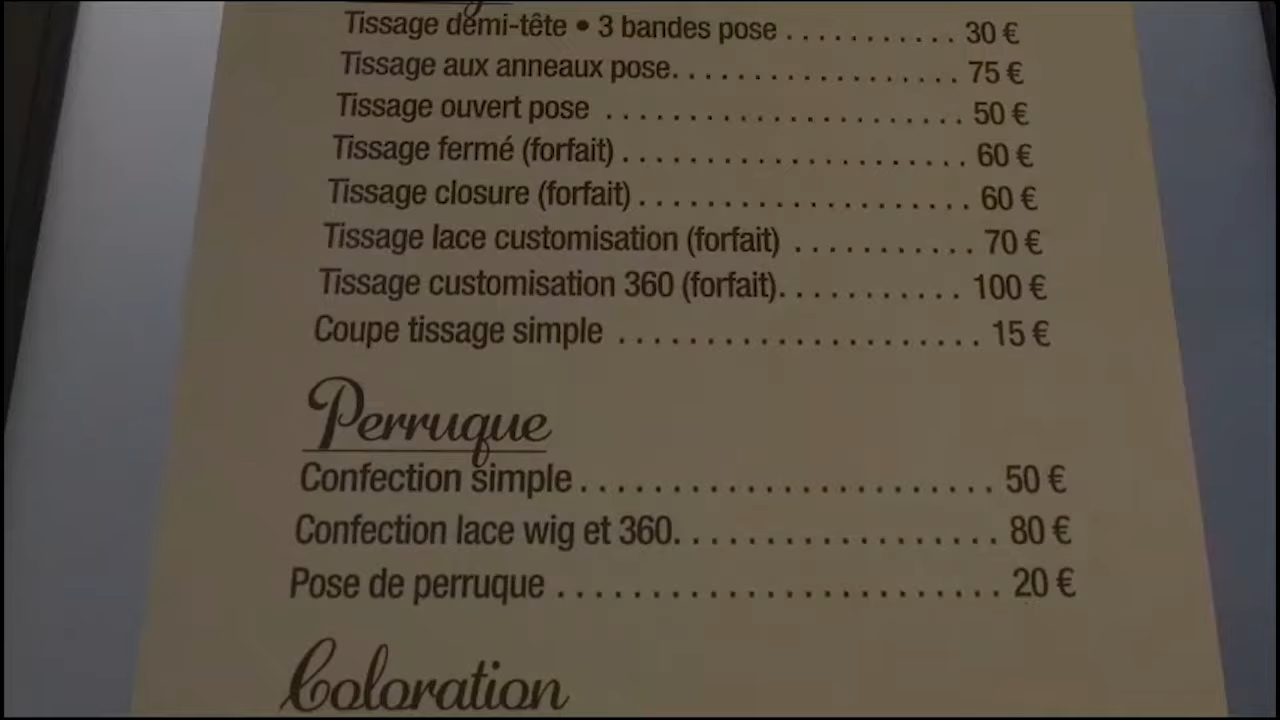 Tissage demi-tête • 3 bandes pose ........... 30 €
Tissage aux anneaux pose.................. 75 €
Tissage ouvert pose ...................... 50 €
Tissage fermé (forfait)..................... 60 €
Tissage closure (forfait).................... 60 €
Tissage lace customisation (forfait) ........... 70 €
Tissage customisation 360 (forfait)........... 100 €
Coupe tissage simple ...................... 15 €
Perruque
Confection simple...................... 50 €
Confection lace wig et 360.................. 80 €
Pose de perruque ........................ 20 €
Coloration